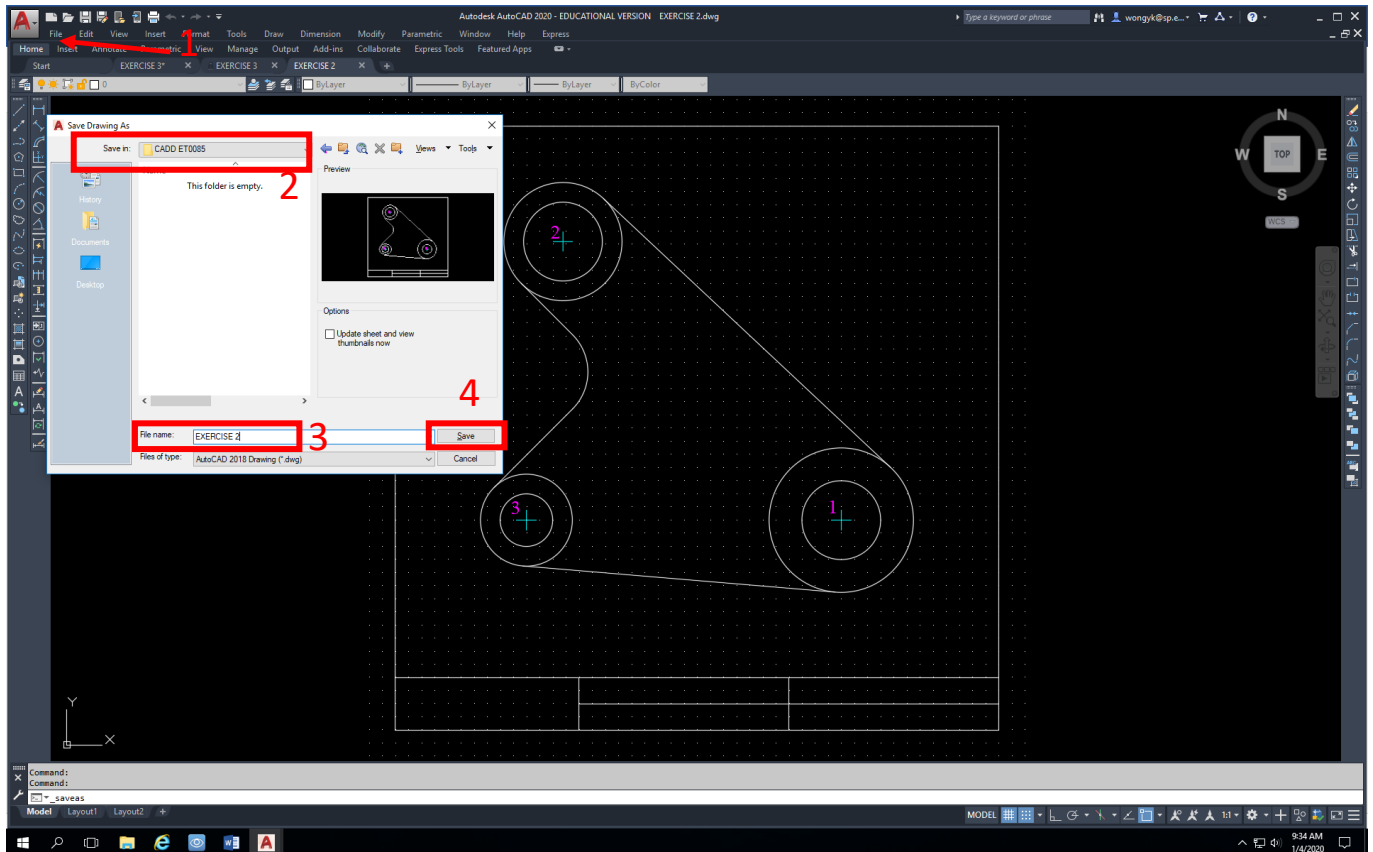 Autodesk AutoCAD 2020 - EDUCATIONAL VERSION EXERCISE 2.dwg
Type a keyword or phrase
wongyk@sp.e...
File Edit View Insert Format Tools Draw Dimension Modify Parametric Window Help Express
1
Home Insert Annotate Parametric View Manage Output Add-ins Collaborate Express Tools Featured Apps
Start EXERCISE 3* EXERCISE 3 EXERCISE 2
0 ByLayer ByLayer ByLayer ByColor
Save Drawing As
Save in: CADD ET0085
Views Tools
2
This folder is empty.
Preview
History
Documents
Desktop
Options
Update sheet and view
thumbnails now
4
File name: EXERCISE 2
3
Save
Files of type: AutoCAD 2018 Drawing (*.dwg)
Cancel
N
W TOP E
S
WCS
2
3
1
Y
X
Command:
Command:
_saveas
Model Layout1 Layout2 +
MODEL 1:1
9:34 AM
1/4/2020